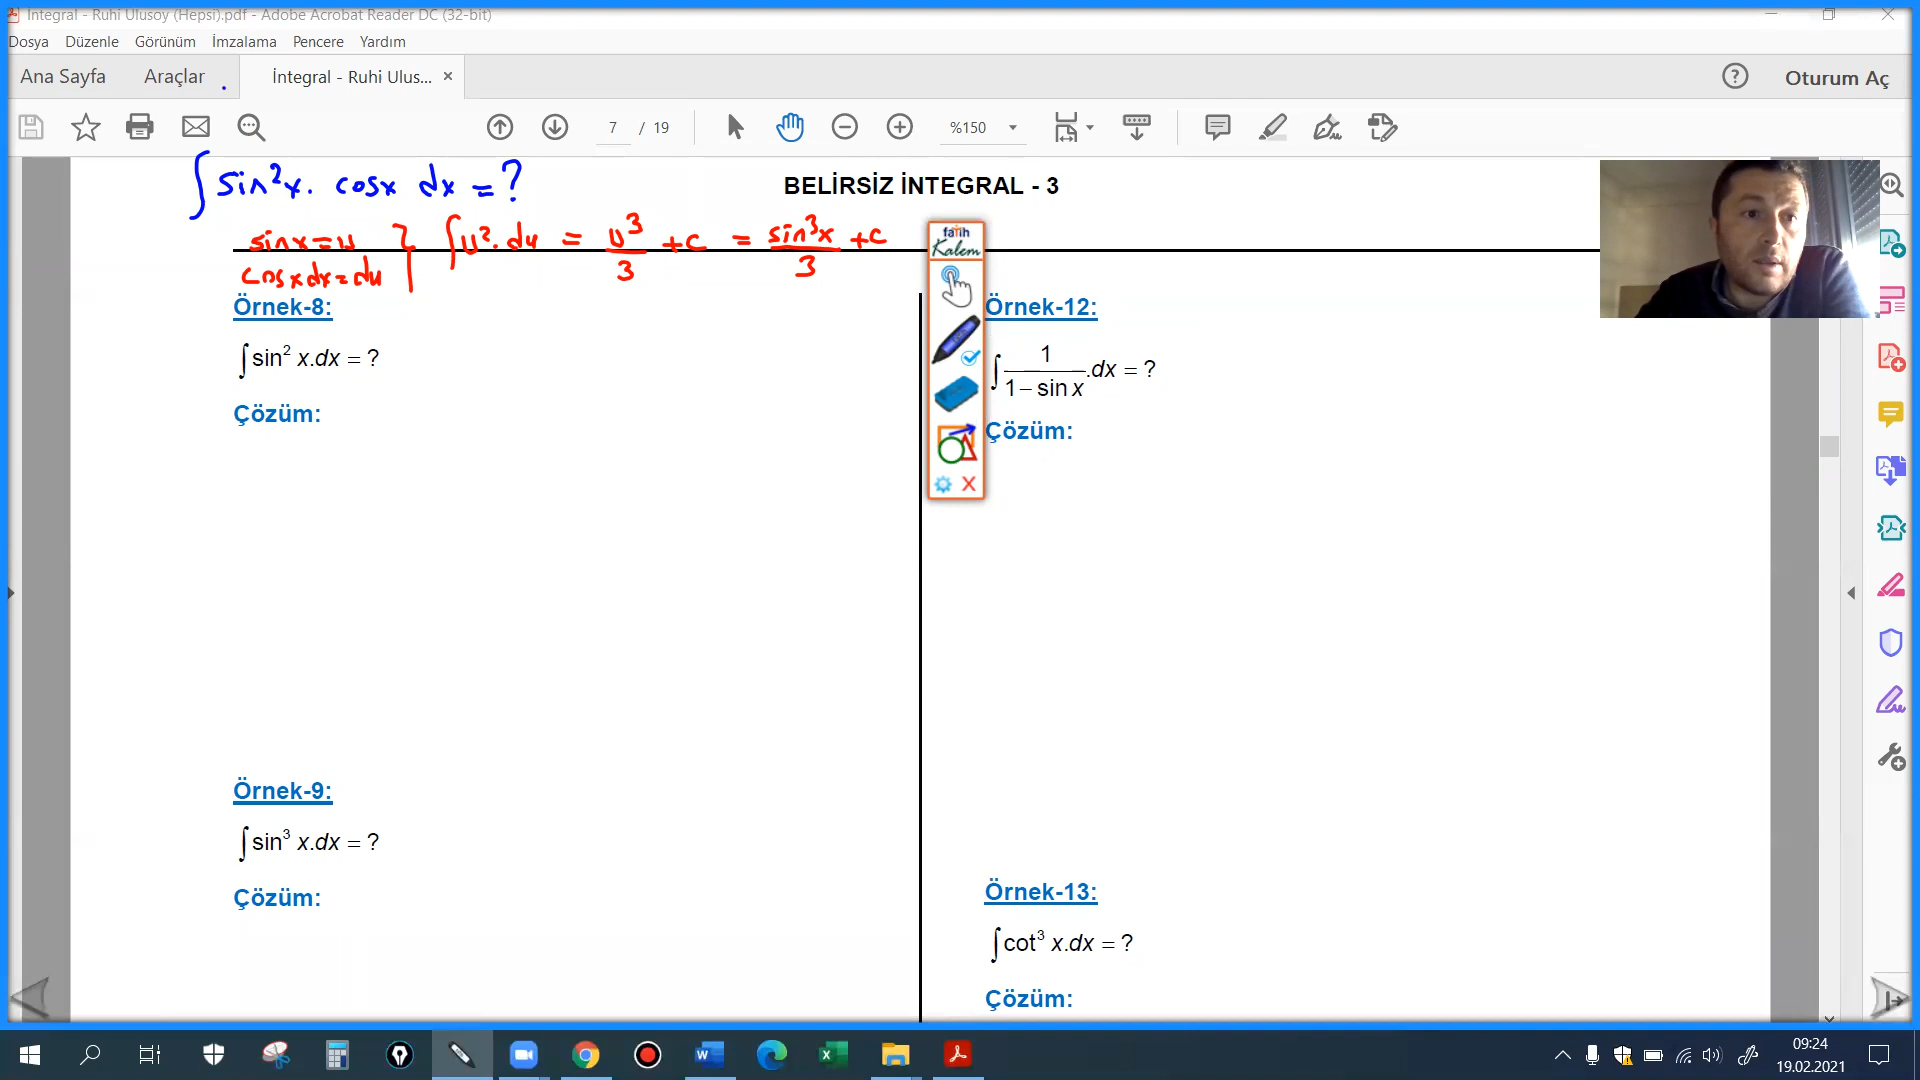 İntegral - Ruhi Ulusoy (Hepsi).pdf - Adobe Acrobat Reader DC (32-bit)
Dosya Düzenle Görünüm İmzalama Pencere Yardım
Ana Sayfa Araçlar İntegral - Ruhi Ulus... × ? Oturum Aç
7 / 19 %150
∫ sin²x. cosx dx = ?
BELİRSİZ İNTEGRAL - 3
sinx = u
cosx dx = du
∫ u². du = u³/3 + c = sin³x/3 + c
fatih
Kalem
Örnek-8:
∫ sin² x.dx = ?
Çözüm:
Örnek-9:
∫ sin³ x.dx = ?
Çözüm:
Örnek-12:
∫ 1/(1 – sin x) .dx = ?
Çözüm:
Örnek-13:
∫ cot³ x.dx = ?
Çözüm:
09:24
19.02.2021